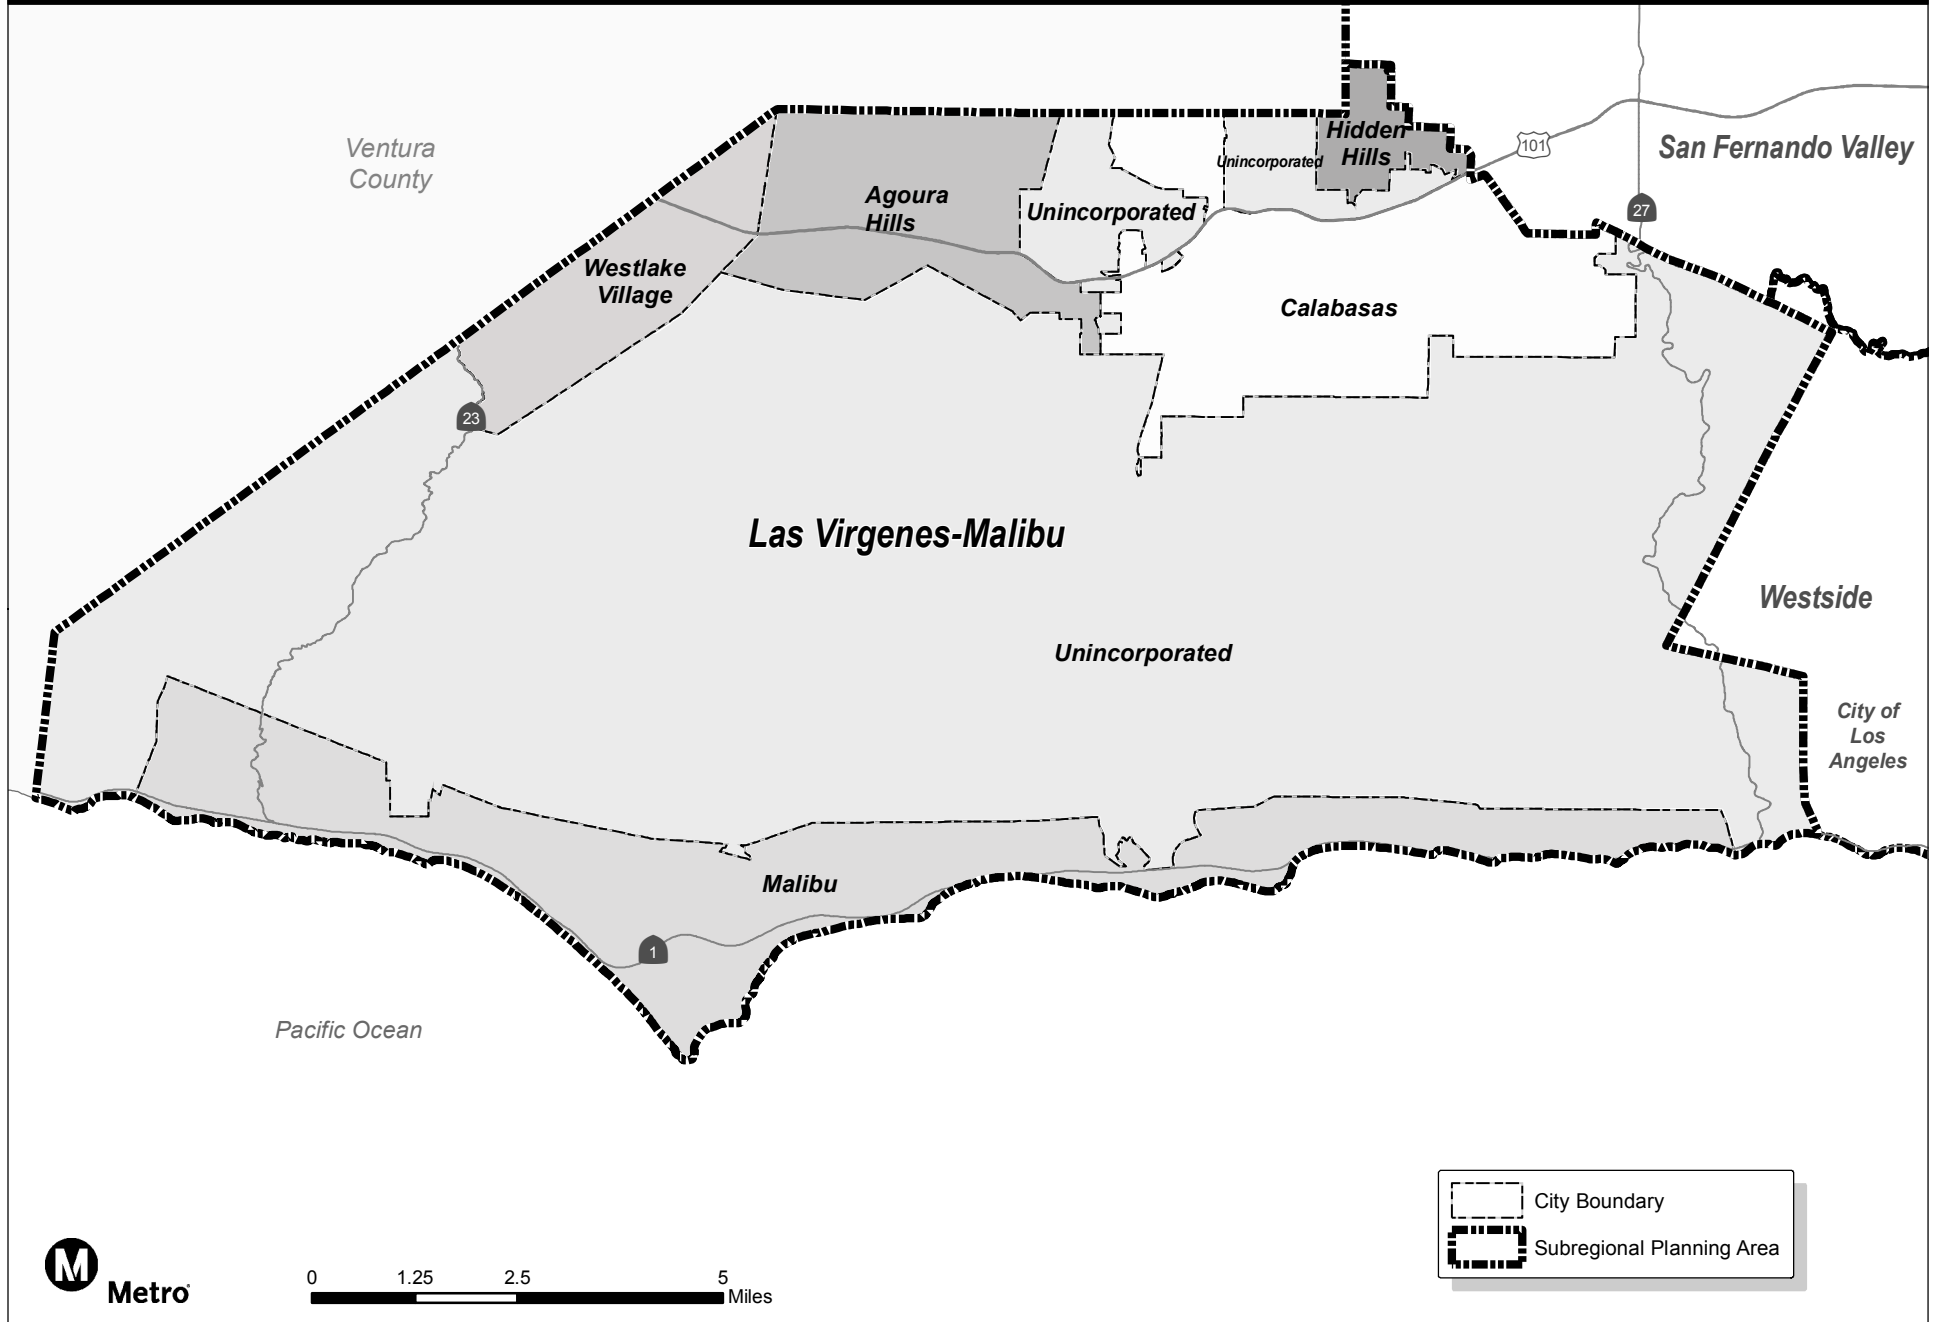 Ventura
County
Hidden
Hills
Unincorporated
101
San Fernando Valley
Agoura
Hills
Unincorporated
27
Westlake
Village
Calabasas
23
Las Virgenes-Malibu
Westside
Unincorporated
City of
Los
Angeles
Malibu
1
Pacific Ocean
City Boundary
Subregional Planning Area
M
Metro
0 1.25 2.5 5
Miles